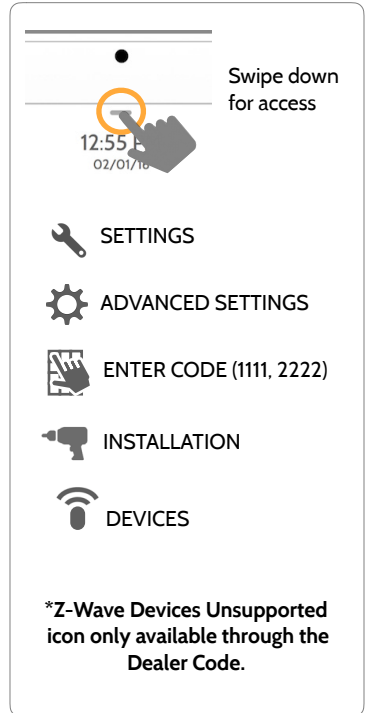 Swipe down
for access
12:55 P
02/01/18
SETTINGS
ADVANCED SETTINGS
ENTER CODE (1111, 2222)
INSTALLATION
DEVICES
*Z-Wave Devices Unsupported
icon only available through the
Dealer Code.